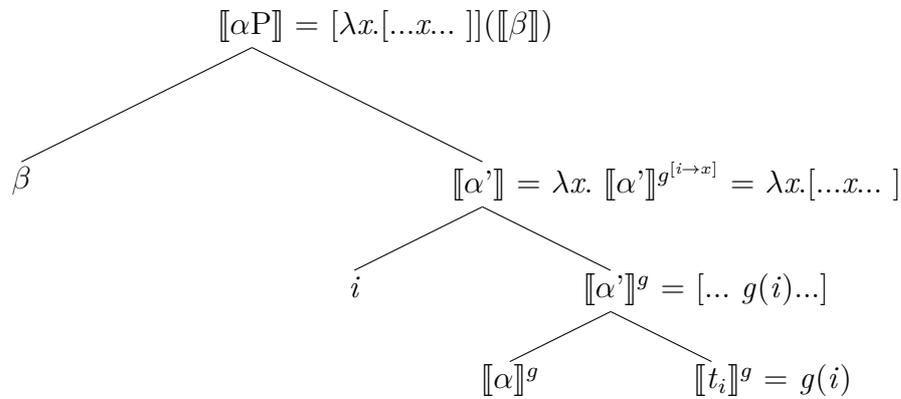 ⟦αP⟧ = [λx.[...x... ]](⟦β⟧)
β
⟦α’⟧ = λx. ⟦α’⟧^{g^{[i→x]}} = λx.[...x... ]
i
⟦α’⟧^g = [... g(i)...]
⟦α⟧^g
⟦t_i⟧^g = g(i)